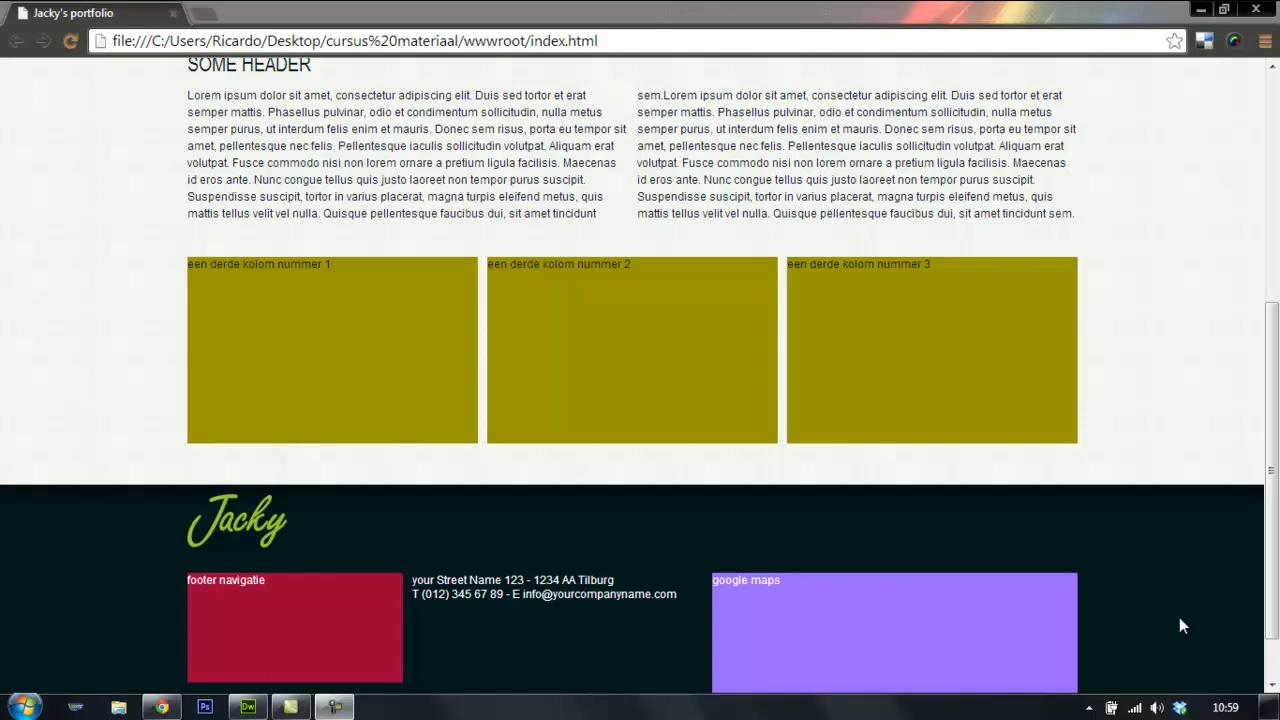 Jacky's portfolio
file:///C:/Users/Ricardo/Desktop/cursus%20materiaal/wwwroot/index.html
SOME HEADER
Lorem ipsum dolor sit amet, consectetur adipiscing elit. Duis sed tortor et erat
semper mattis. Phasellus pulvinar, odio et condimentum sollicitudin, nulla metus
semper purus, ut interdum felis enim et mauris. Donec sem risus, porta eu tempor sit
amet, pellentesque nec felis. Pellentesque iaculis sollicitudin volutpat. Aliquam erat
volutpat. Fusce commodo nisi non lorem ornare a pretium ligula facilisis. Maecenas
id eros ante. Nunc congue tellus quis justo laoreet non tempor purus suscipit.
Suspendisse suscipit, tortor in varius placerat, magna turpis eleifend metus, quis
mattis tellus velit vel nulla. Quisque pellentesque faucibus dui, sit amet tincidunt
sem.Lorem ipsum dolor sit amet, consectetur adipiscing elit. Duis sed tortor et erat
semper mattis. Phasellus pulvinar, odio et condimentum sollicitudin, nulla metus
semper purus, ut interdum felis enim et mauris. Donec sem risus, porta eu tempor sit
amet, pellentesque nec felis. Pellentesque iaculis sollicitudin volutpat. Aliquam erat
volutpat. Fusce commodo nisi non lorem ornare a pretium ligula facilisis. Maecenas
id eros ante. Nunc congue tellus quis justo laoreet non tempor purus suscipit.
Suspendisse suscipit, tortor in varius placerat, magna turpis eleifend metus, quis
mattis tellus velit vel nulla. Quisque pellentesque faucibus dui, sit amet tincidunt sem.
een derde kolom nummer 1
een derde kolom nummer 2
een derde kolom nummer 3
Jacky
footer navigatie
your Street Name 123 - 1234 AA Tilburg
T (012) 345 67 89 - E info@yourcompanyname.com
google maps
Ps
Dw
10:59